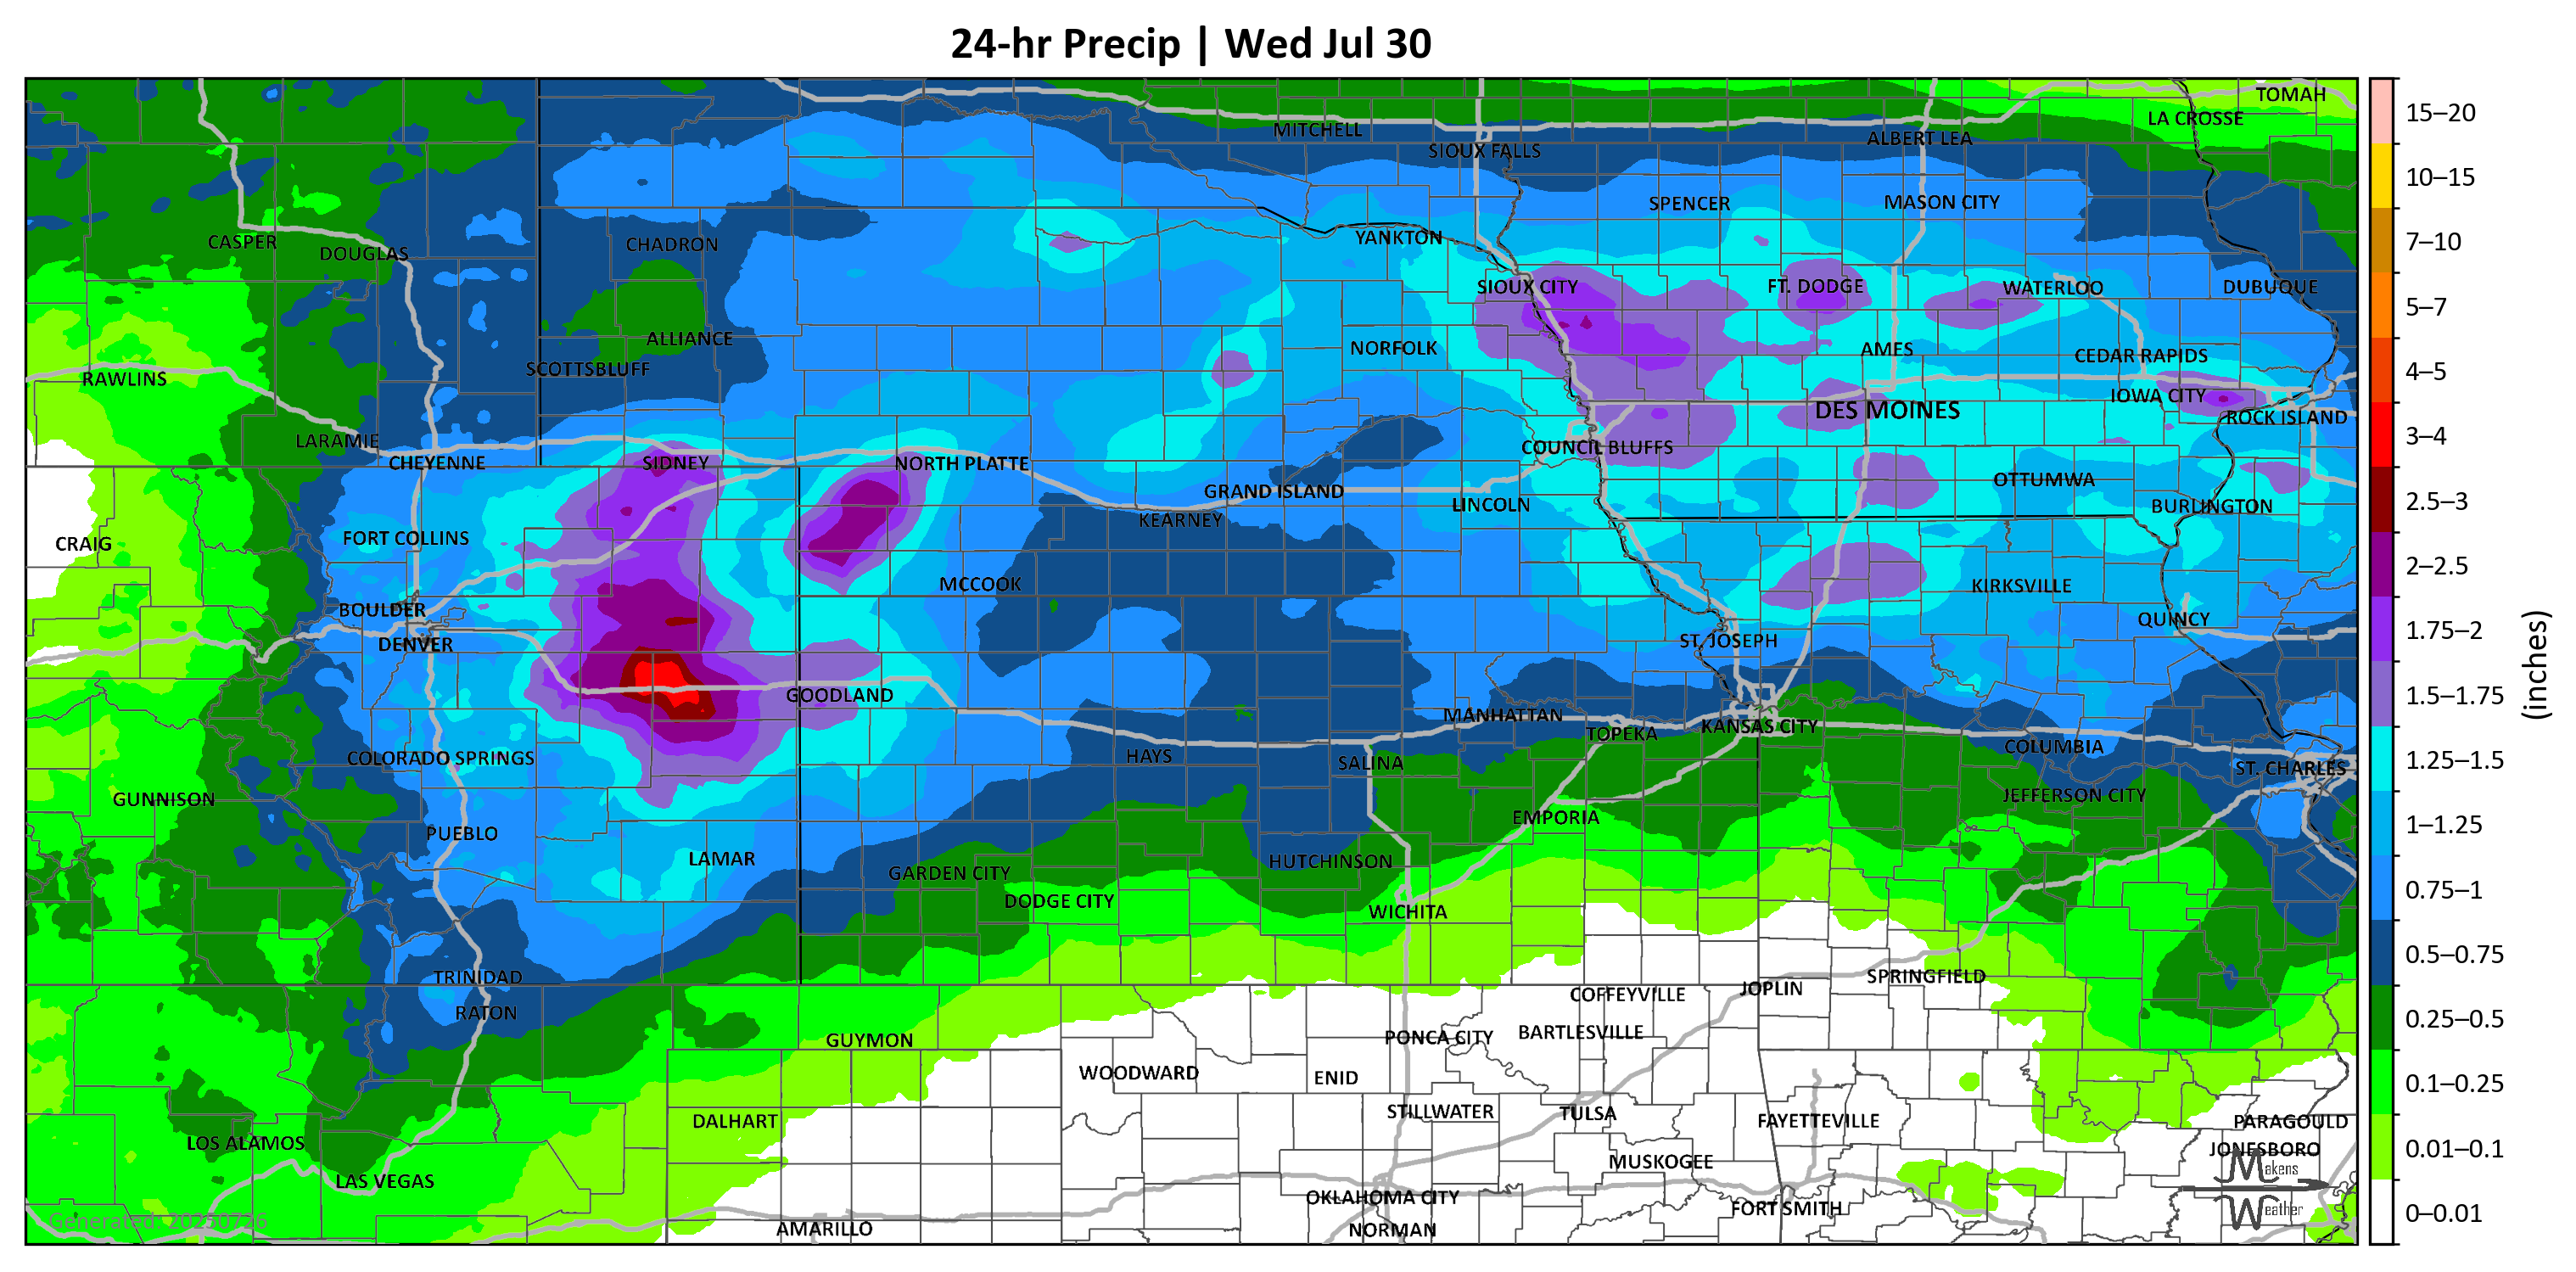 24-hr Precip | Wed Jul 30
TOMAH
LA CROSSE
MITCHELL
ALBERT LEA
SIOUX FALLS
SPENCER
MASON CITY
CASPER
DOUGLAS
CHADRON
YANKTON
SIOUX CITY
FT. DODGE
WATERLOO
DUBUQUE
ALLIANCE
NORFOLK
AMES
CEDAR RAPIDS
RAWLINS
SCOTTSBLUFF
IOWA CITY
DES MOINES
ROCK ISLAND
LARAMIE
COUNCIL BLUFFS
CHEYENNE
SIDNEY
NORTH PLATTE
OTTUMWA
GRAND ISLAND
LINCOLN
BURLINGTON
KEARNEY
CRAIG
FORT COLLINS
MCCOOK
KIRKSVILLE
BOULDER
QUINCY
DENVER
ST. JOSEPH
GOODLAND
MANHATTAN
TOPEKA
KANSAS CITY
COLUMBIA
COLORADO SPRINGS
HAYS
SALINA
ST. CHARLES
GUNNISON
JEFFERSON CITY
EMPORIA
PUEBLO
LAMAR
HUTCHINSON
GARDEN CITY
DODGE CITY
WICHITA
TRINIDAD
SPRINGFIELD
JOPLIN
COFFEYVILLE
RATON
GUYMON
PONCA CITY
BARTLESVILLE
WOODWARD
ENID
DALHART
STILLWATER
TULSA
FAYETTEVILLE
PARAGOULD
LOS ALAMOS
JONESBORO
MUSKOGEE
LAS VEGAS
OKLAHOMA CITY
FORT SMITH
AMARILLO
NORMAN
Generated: 20250726
Makens
Weather
15–20
10–15
7–10
5–7
4–5
3–4
2.5–3
2–2.5
1.75–2
1.5–1.75
1.25–1.5
1–1.25
0.75–1
0.5–0.75
0.25–0.5
0.1–0.25
0.01–0.1
0–0.01
(inches)